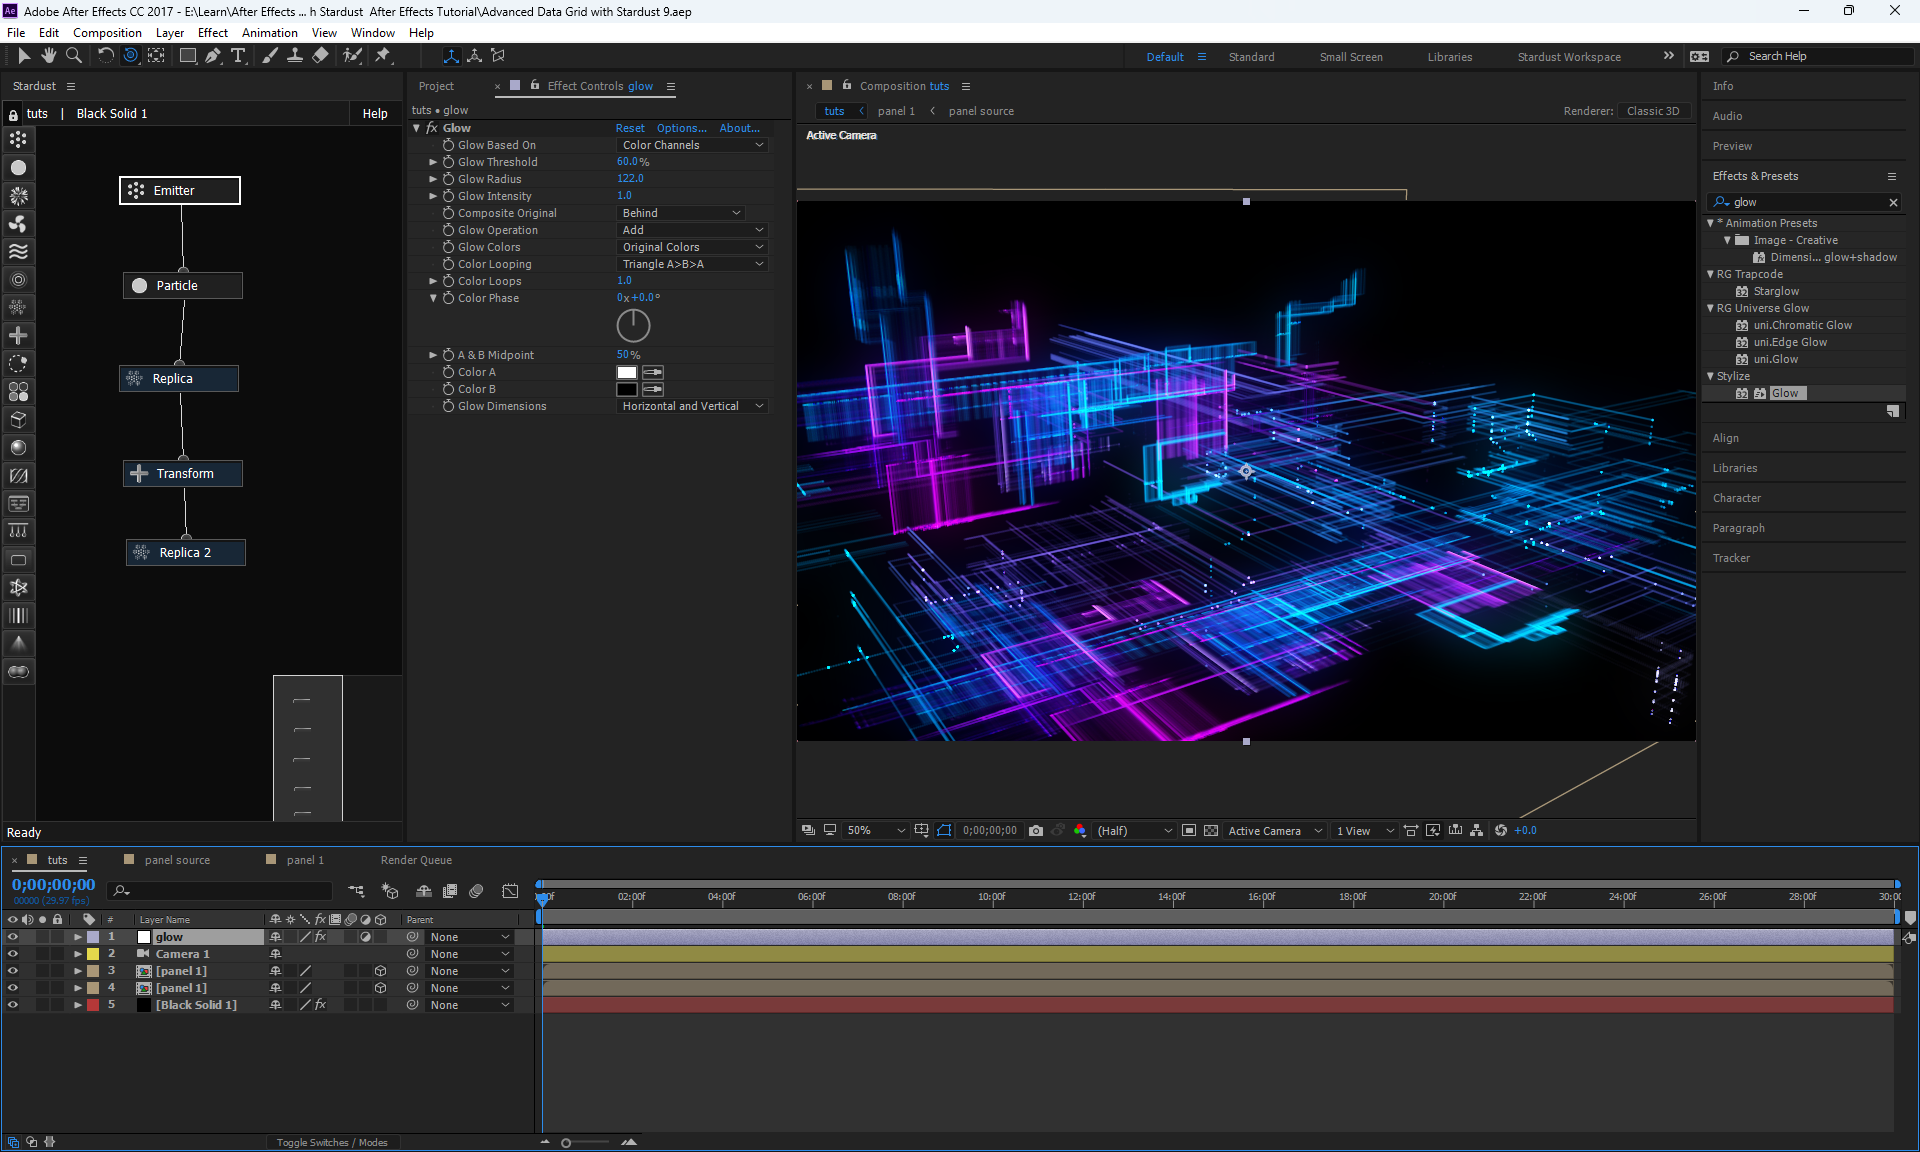 Adobe After Effects CC 2017 - E:\Learn\After Effects ... h Stardust  After Effects Tutorial\Advanced Data Grid with Stardust 9.aep
File Edit Composition Layer Effect Animation View Window Help
Default Standard Small Screen Libraries Stardust Workspace Search Help
Stardust
tuts | Black Solid 1 Help
Emitter
Particle
Replica
Transform
Replica 2
Ready
Project Effect Controls glow
tuts • glow
fx Glow Reset Options... About...
Glow Based On Color Channels
Glow Threshold 60.0%
Glow Radius 122.0
Glow Intensity 1.0
Composite Original Behind
Glow Operation Add
Glow Colors Original Colors
Color Looping Triangle A>B>A
Color Loops 1.0
Color Phase 0x+0.0°
A & B Midpoint 50%
Color A
Color B
Glow Dimensions Horizontal and Vertical
Composition tuts
tuts panel 1 panel source Renderer: Classic 3D
Active Camera
50% 0;00;00;00 (Half) Active Camera 1 View +0.0
Info
Audio
Preview
Effects & Presets
glow
* Animation Presets
Image - Creative
Dimensi... glow+shadow
RG Trapcode
Starglow
RG Universe Glow
uni.Chromatic Glow
uni.Edge Glow
uni.Glow
Stylize
Glow
Align
Libraries
Character
Paragraph
Tracker
tuts panel source panel 1 Render Queue
0;00;00;00
00000 (29.97 fps)
02:00f 04:00f 06:00f 08:00f 10:00f 12:00f 14:00f 16:00f 18:00f 20:00f 22:00f 24:00f 26:00f 28:00f
# Layer Name fx Parent
1 glow fx None
2 Camera 1 None
3 [panel 1] None
4 [panel 1] None
5 [Black Solid 1] fx None
Toggle Switches / Modes